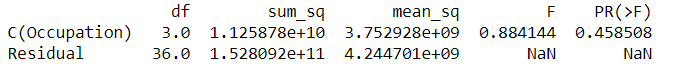 df sum_sq mean_sq F PR(>F)
C(Occupation) 3.0 1.125878e+10 3.752928e+09 0.884144 0.458508
Residual 36.0 1.528092e+11 4.244701e+09 NaN NaN